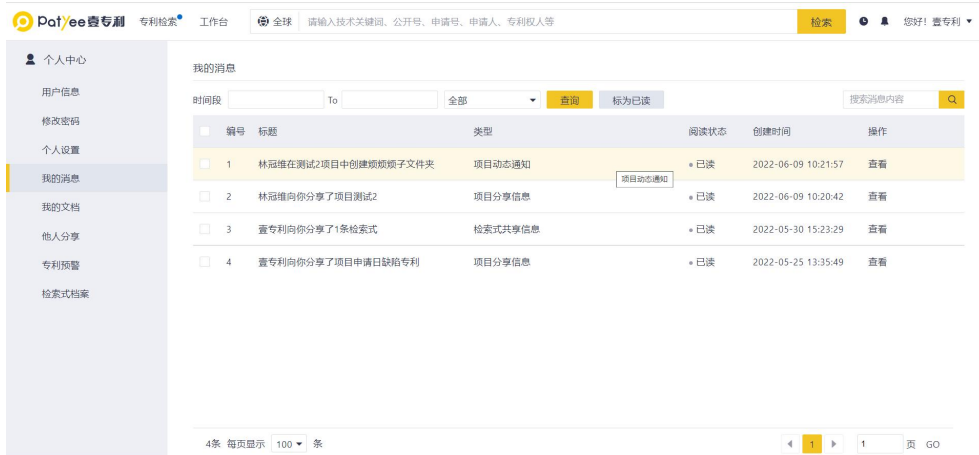 Patyee壹专利 专利检索 工作台 全球 请输入技术关键词、公开号、申请号、申请人、专利权人等 检索 您好！壹专利
个人中心
用户信息
修改密码
个人设置
我的消息
我的文档
他人分享
专利预警
检索式档案
我的消息
时间段 To 全部 查询 标为已读 搜索消息内容
编号 标题 类型 阅读状态 创建时间 操作
1 林冠维在测试2项目中创建烦烦烦子文件夹 项目动态通知 已读 2022-06-09 10:21:57 查看
项目动态通知
2 林冠维向你分享了项目测试2 项目分享信息 已读 2022-06-09 10:20:42 查看
3 壹专利向你分享了1条检索式 检索式共享信息 已读 2022-05-30 15:23:29 查看
4 壹专利向你分享了项目申请日缺陷专利 项目分享信息 已读 2022-05-25 13:35:49 查看
4条 每页显示 100 条 1 1 页 GO